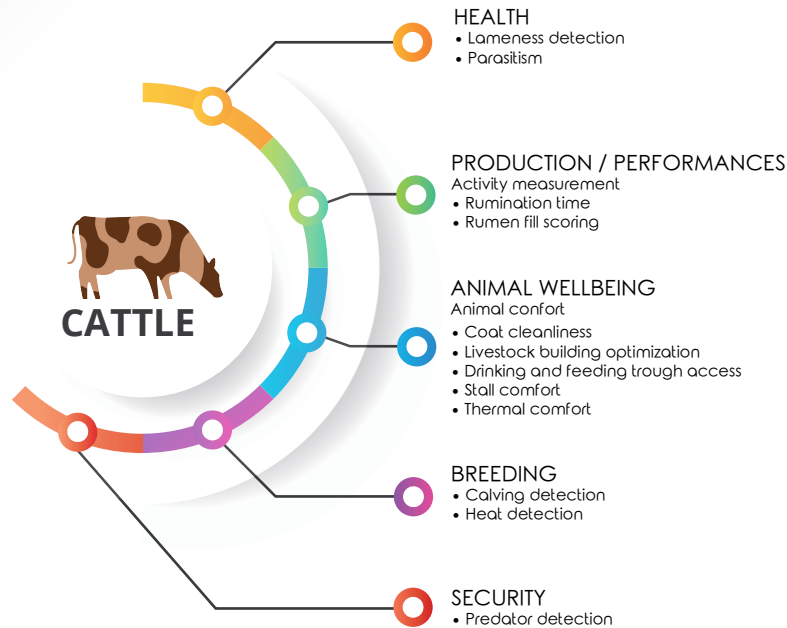 HEALTH
• Lameness detection
• Parasitism
PRODUCTION / PERFORMANCES
Activity measurement
• Rumination time
• Rumen fill scoring
CATTLE
ANIMAL WELLBEING
Animal confort
• Coat cleanliness
• Livestock building optimization
• Drinking and feeding trough access
• Stall comfort
• Thermal comfort
BREEDING
• Calving detection
• Heat detection
SECURITY
• Predator detection